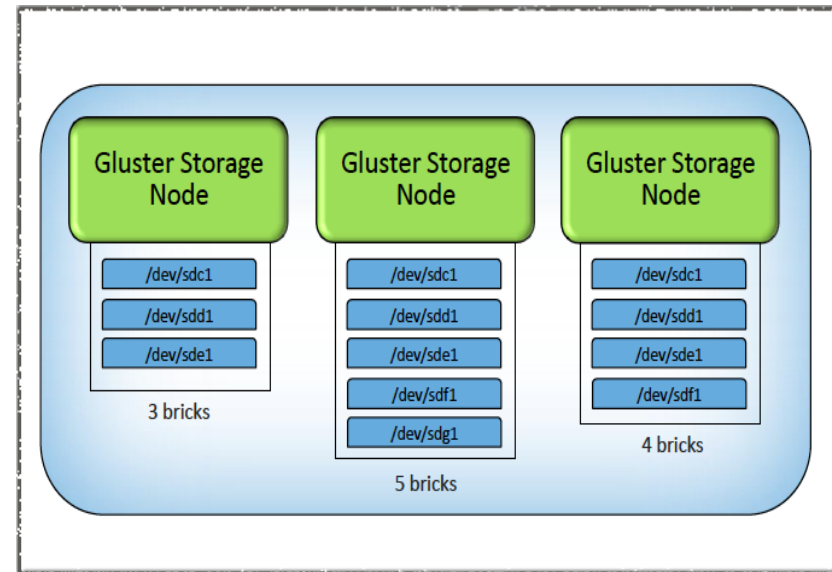 Gluster Storage
Node
/dev/sdc1
/dev/sdd1
/dev/sde1
3 bricks
Gluster Storage
Node
/dev/sdc1
/dev/sdd1
/dev/sde1
/dev/sdf1
/dev/sdg1
5 bricks
Gluster Storage
Node
/dev/sdc1
/dev/sdd1
/dev/sde1
/dev/sdf1
4 bricks